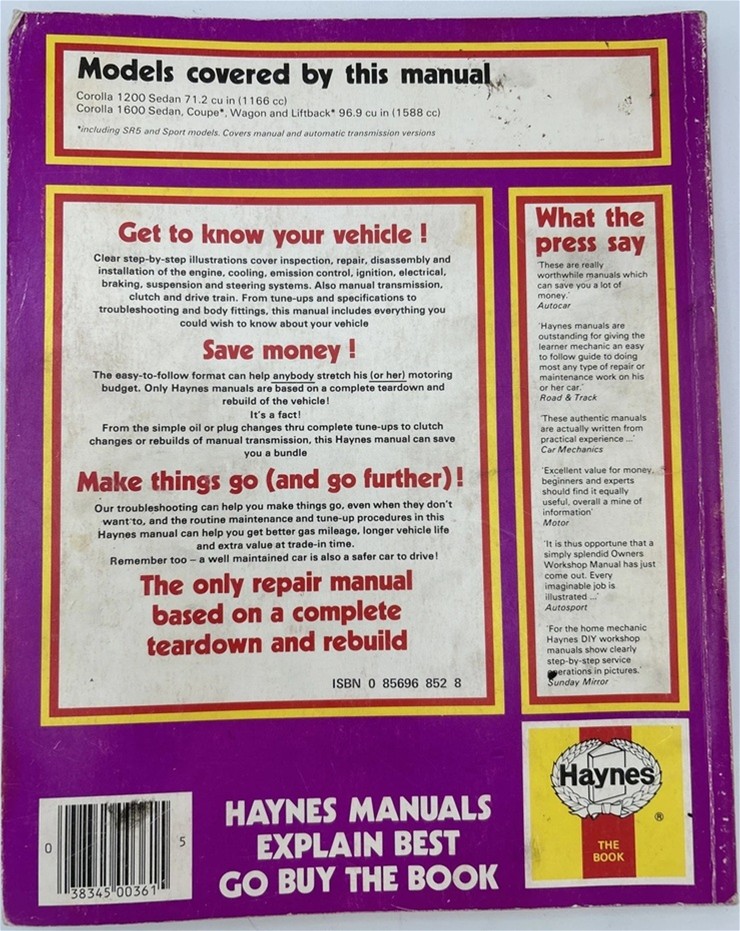 Models covered by this manual
Corolla 1200 Sedan 71.2 cu in (1166 cc)
Corolla 1600 Sedan, Coupe*, Wagon and Liftback* 96.9 cu in (1588 cc)
*including SR5 and Sport models. Covers manual and automatic transmission versions
Get to know your vehicle !
Clear step-by-step illustrations cover inspection, repair, disassembly and
installation of the engine, cooling, emission control, ignition, electrical,
braking, suspension and steering systems. Also manual transmission,
clutch and drive train. From tune-ups and specifications to
troubleshooting and body fittings, this manual includes everything you
could wish to know about your vehicle
Save money !
The easy-to-follow format can help anybody stretch his (or her) motoring
budget. Only Haynes manuals are based on a complete teardown and
rebuild of the vehicle!
It's a fact!
From the simple oil or plug changes thru complete tune-ups to clutch
changes or rebuilds of manual transmission, this Haynes manual can save
you a bundle
Make things go (and go further)!
Our troubleshooting can help you make things go, even when they don't
want to, and the routine maintenance and tune-up procedures in this
Haynes manual can help you get better gas mileage, longer vehicle life
and extra value at trade-in time.
Remember too – a well maintained car is also a safer car to drive!
The only repair manual
based on a complete
teardown and rebuild
ISBN 0 85696 852 8
What the
press say
'These are really
worthwhile manuals which
can save you a lot of
money.'
Autocar
'Haynes manuals are
outstanding for giving the
learner mechanic an easy
to follow guide to doing
most any type of repair or
maintenance work on his
or her car.'
Road & Track
'These authentic manuals
are actually written from
practical experience ...'
Car Mechanics
'Excellent value for money,
beginners and experts
should find it equally
useful, overall a mine of
information'
Motor
'It is thus opportune that a
simply splendid Owners
Workshop Manual has just
come out. Every
imaginable job is
illustrated ...'
Autosport
'For the home mechanic
Haynes DIY workshop
manuals show clearly
step-by-step service
operations in pictures.'
Sunday Mirror
0 38345 00361 5
HAYNES MANUALS
EXPLAIN BEST
GO BUY THE BOOK
Haynes
®
THE
BOOK